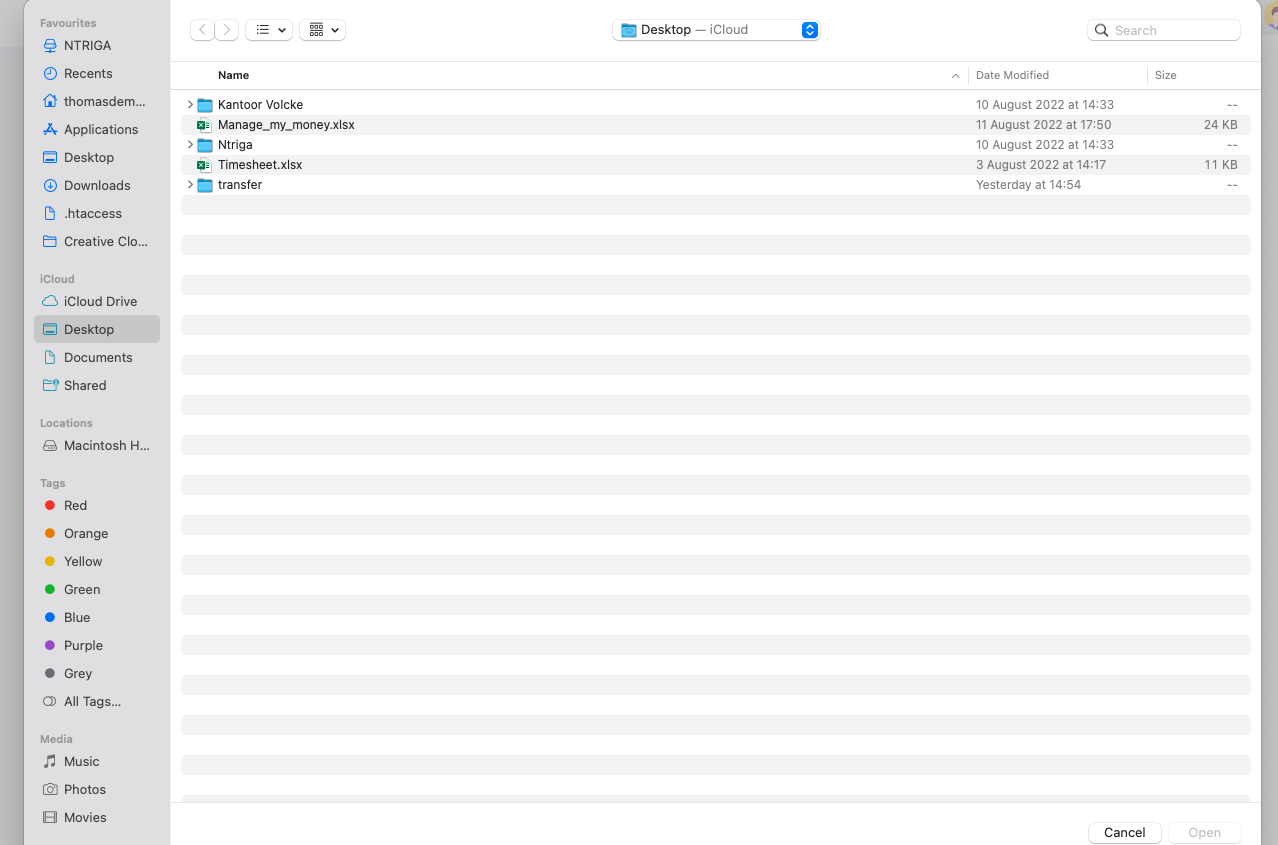 Favourites
NTRIGA
Recents
thomasdem...
Applications
Desktop
Downloads
.htaccess
Creative Clo...
iCloud
iCloud Drive
Desktop
Documents
Shared
Locations
Macintosh H...
Tags
Red
Orange
Yellow
Green
Blue
Purple
Grey
All Tags...
Media
Music
Photos
Movies
Desktop — iCloud
Search
Name Date Modified Size
Kantoor Volcke 10 August 2022 at 14:33 --
Manage_my_money.xlsx 11 August 2022 at 17:50 24 KB
Ntriga 10 August 2022 at 14:33 --
Timesheet.xlsx 3 August 2022 at 14:17 11 KB
transfer Yesterday at 14:54 --
Cancel Open